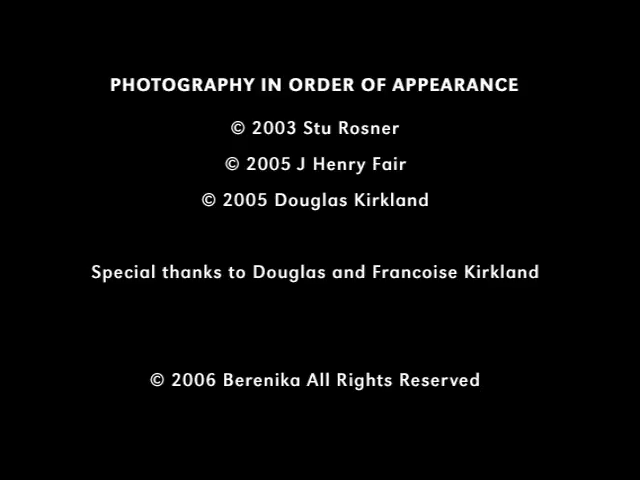 PHOTOGRAPHY IN ORDER OF APPEARANCE
© 2003 Stu Rosner
© 2005 J Henry Fair
© 2005 Douglas Kirkland
Special thanks to Douglas and Francoise Kirkland
© 2006 Berenika All Rights Reserved